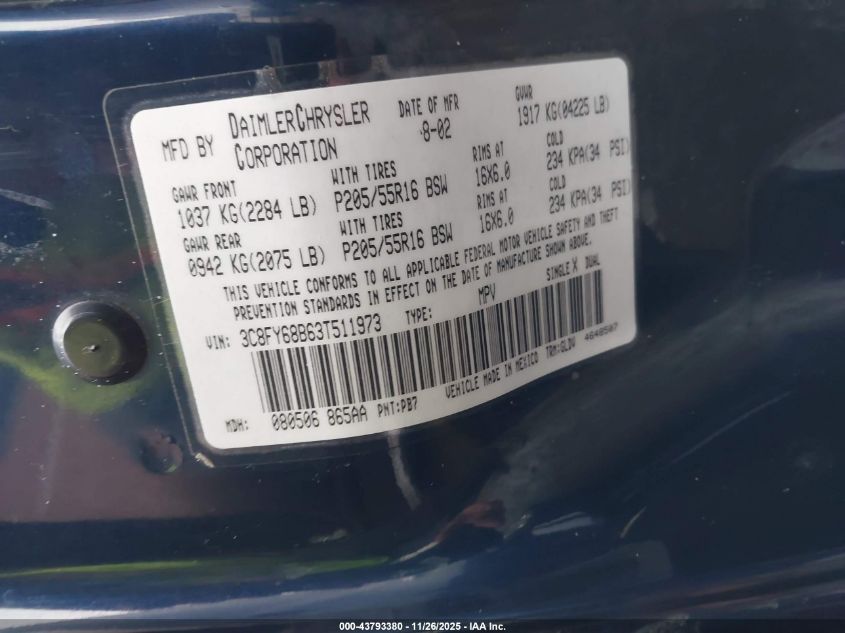 MFD BY DAIMLERCHRYSLER CORPORATION
DATE OF MFR 8-02
GVWR 1917 KG(04225 LB)
GAWR FRONT WITH TIRES RIMS AT COLD
1037 KG(2284 LB) P205/55R16 BSW 16X6.0 234 KPA(34 PSI)
GAWR REAR WITH TIRES RIMS AT COLD
0942 KG(2075 LB) P205/55R16 BSW 16X6.0 234 KPA(34 PSI)
THIS VEHICLE CONFORMS TO ALL APPLICABLE FEDERAL MOTOR VEHICLE SAFETY AND THEFT
PREVENTION STANDARDS IN EFFECT ON THE DATE OF MANUFACTURE SHOWN ABOVE.
VIN: 3C8FY68B63T511973 TYPE: MPV SINGLE X DUAL
MDH: 080506 865AA PNT:PB7 VEHICLE MADE IN MEXICO TRM:GLDV 4648507
000-43793380 - 11/26/2025 - IAA Inc.